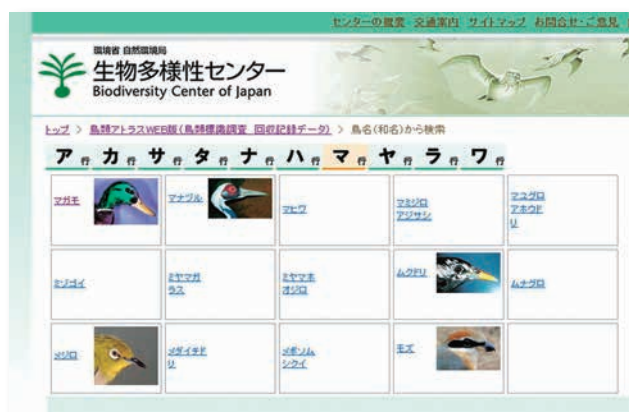 センターの概要 交通案内 サイトマップ お問合せ・ご意見
環境省 自然環境局
生物多様性センター
Biodiversity Center of Japan
トップ > 鳥類アトラスWEB版(鳥類標識調査 回収記録データ) > 鳥名(和名)から検索
ア行 カ行 サ行 タ行 ナ行 ハ行 マ行 ヤ行 ラ行 ワ行
マガモ
マナヅル
マヒワ
マミジロ
アジサシ
マユグロ
アホウド
リ
ミゾゴイ
ミヤマガ
ラス
ミヤマホ
オジロ
ムクドリ
ムナグロ
メジロ
メダイチド
リ
メボソム
シクイ
モズ